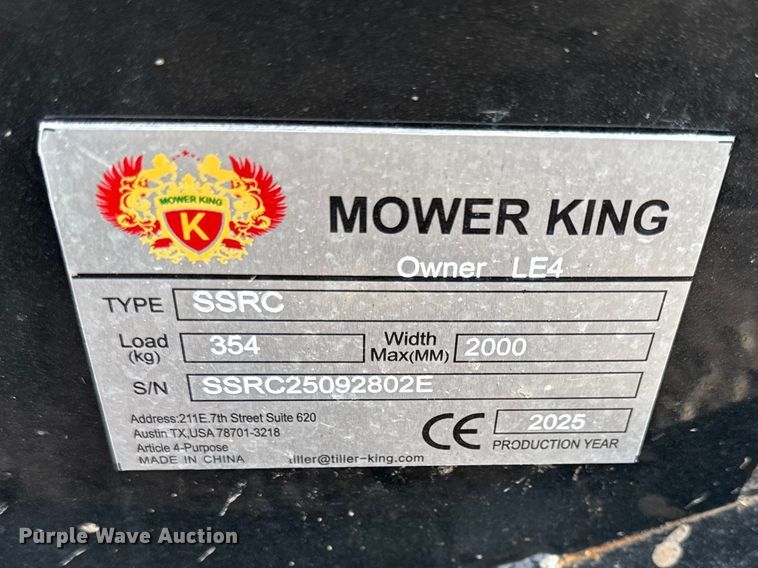 MOWER KING
K
MOWER KING
Owner LE4
TYPE SSRC
Load (kg) 354 Width Max(MM) 2000
S/N SSRC25092802E
Address:211E.7th Street Suite 620
Austin TX,USA 78701-3218
Article 4-Purpose
MADE IN CHINA tiller@tiller-king.com
CE 2025
PRODUCTION YEAR
Purple Wave Auction